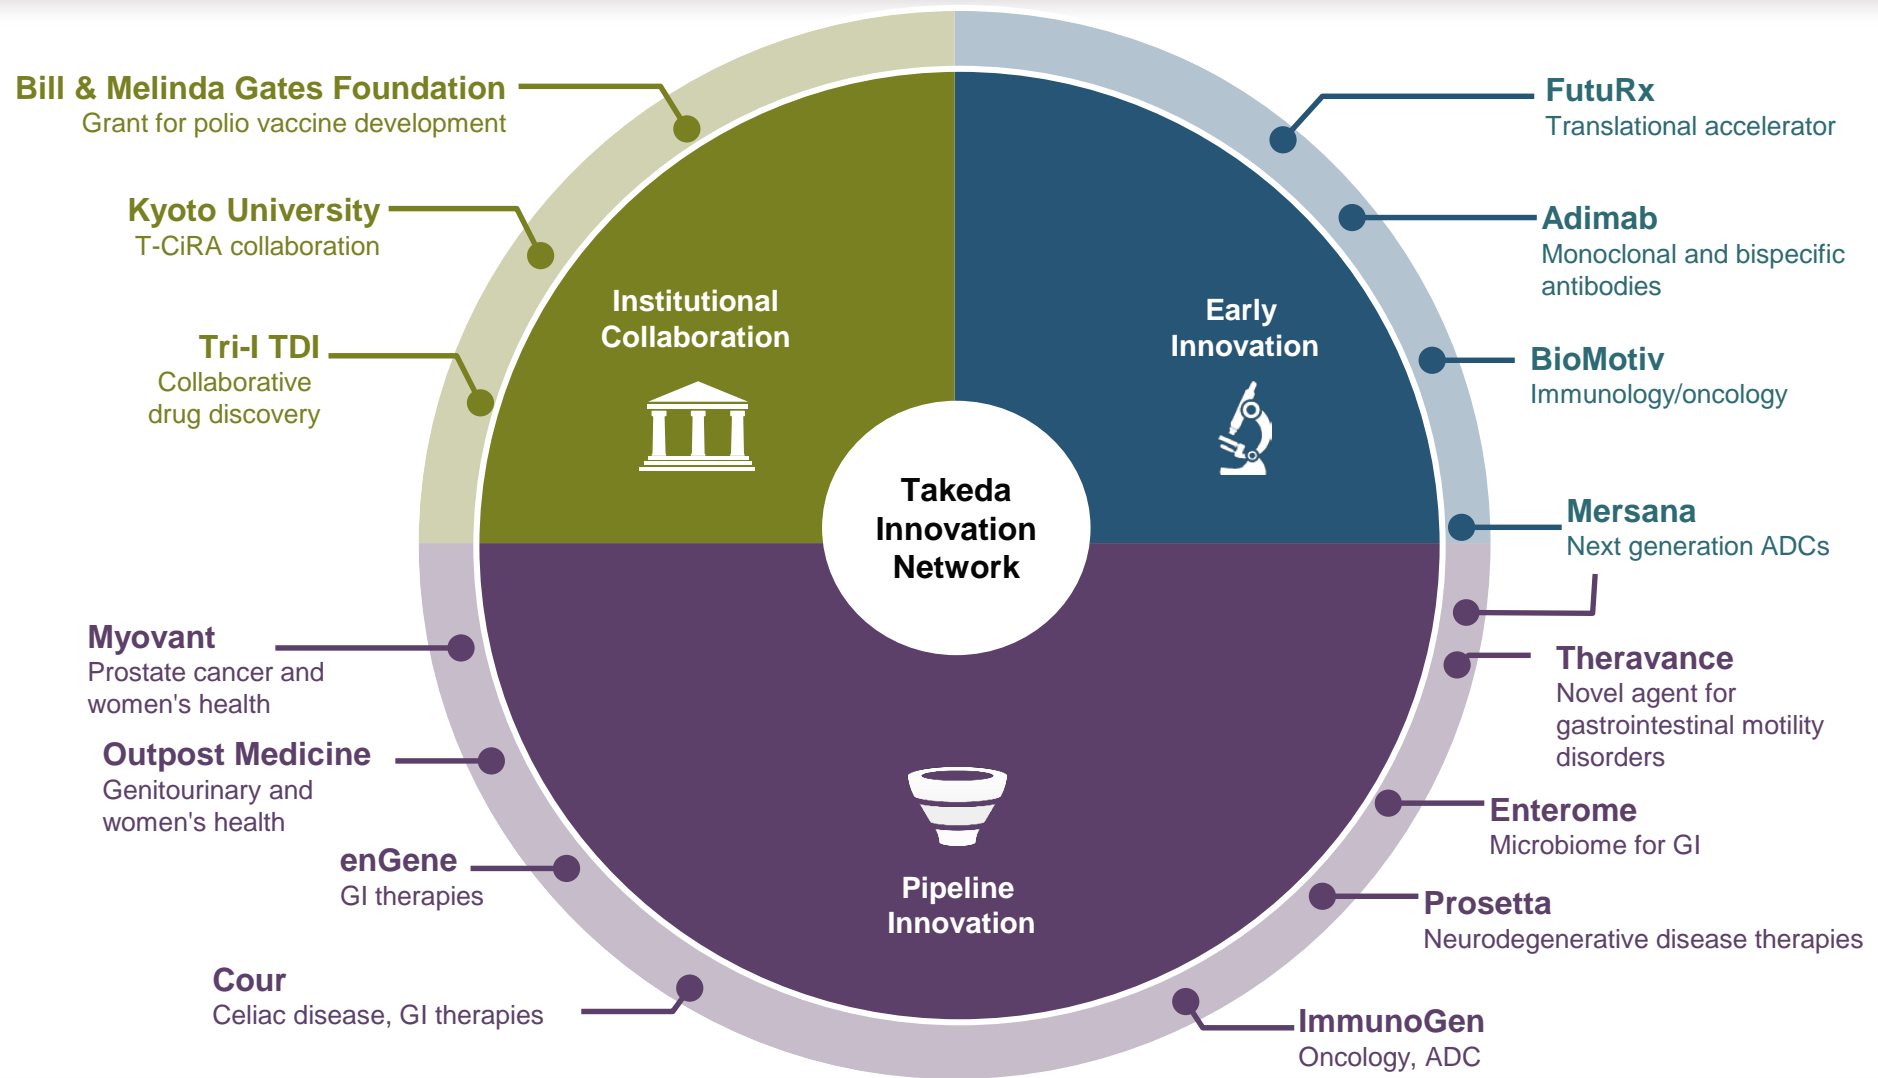 Bill & Melinda Gates Foundation
Grant for polio vaccine development
Kyoto University
T-CiRA collaboration
Tri-I TDI
Collaborative
drug discovery
Institutional
Collaboration
Early
Innovation
FutuRx
Translational accelerator
Adimab
Monoclonal and bispecific
antibodies
BioMotiv
Immunology/oncology
Mersana
Next generation ADCs
Takeda
Innovation
Network
Myovant
Prostate cancer and
women's health
Outpost Medicine
Genitourinary and
women's health
enGene
GI therapies
Cour
Celiac disease, GI therapies
Pipeline
Innovation
Theravance
Novel agent for
gastrointestinal motility
disorders
Enterome
Microbiome for GI
Prosetta
Neurodegenerative disease therapies
ImmunoGen
Oncology, ADC